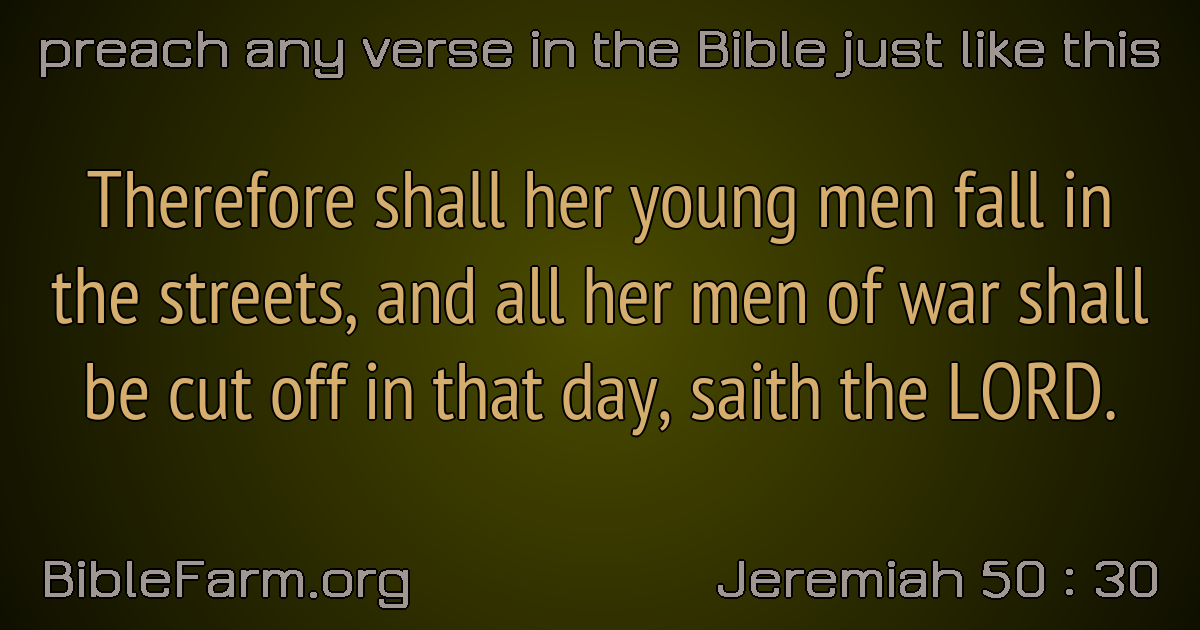 preach any verse in the Bible just like this
Therefore shall her young men fall in
the streets, and all her men of war shall
be cut off in that day, saith the LORD.
BibleFarm.org
Jeremiah 50 : 30